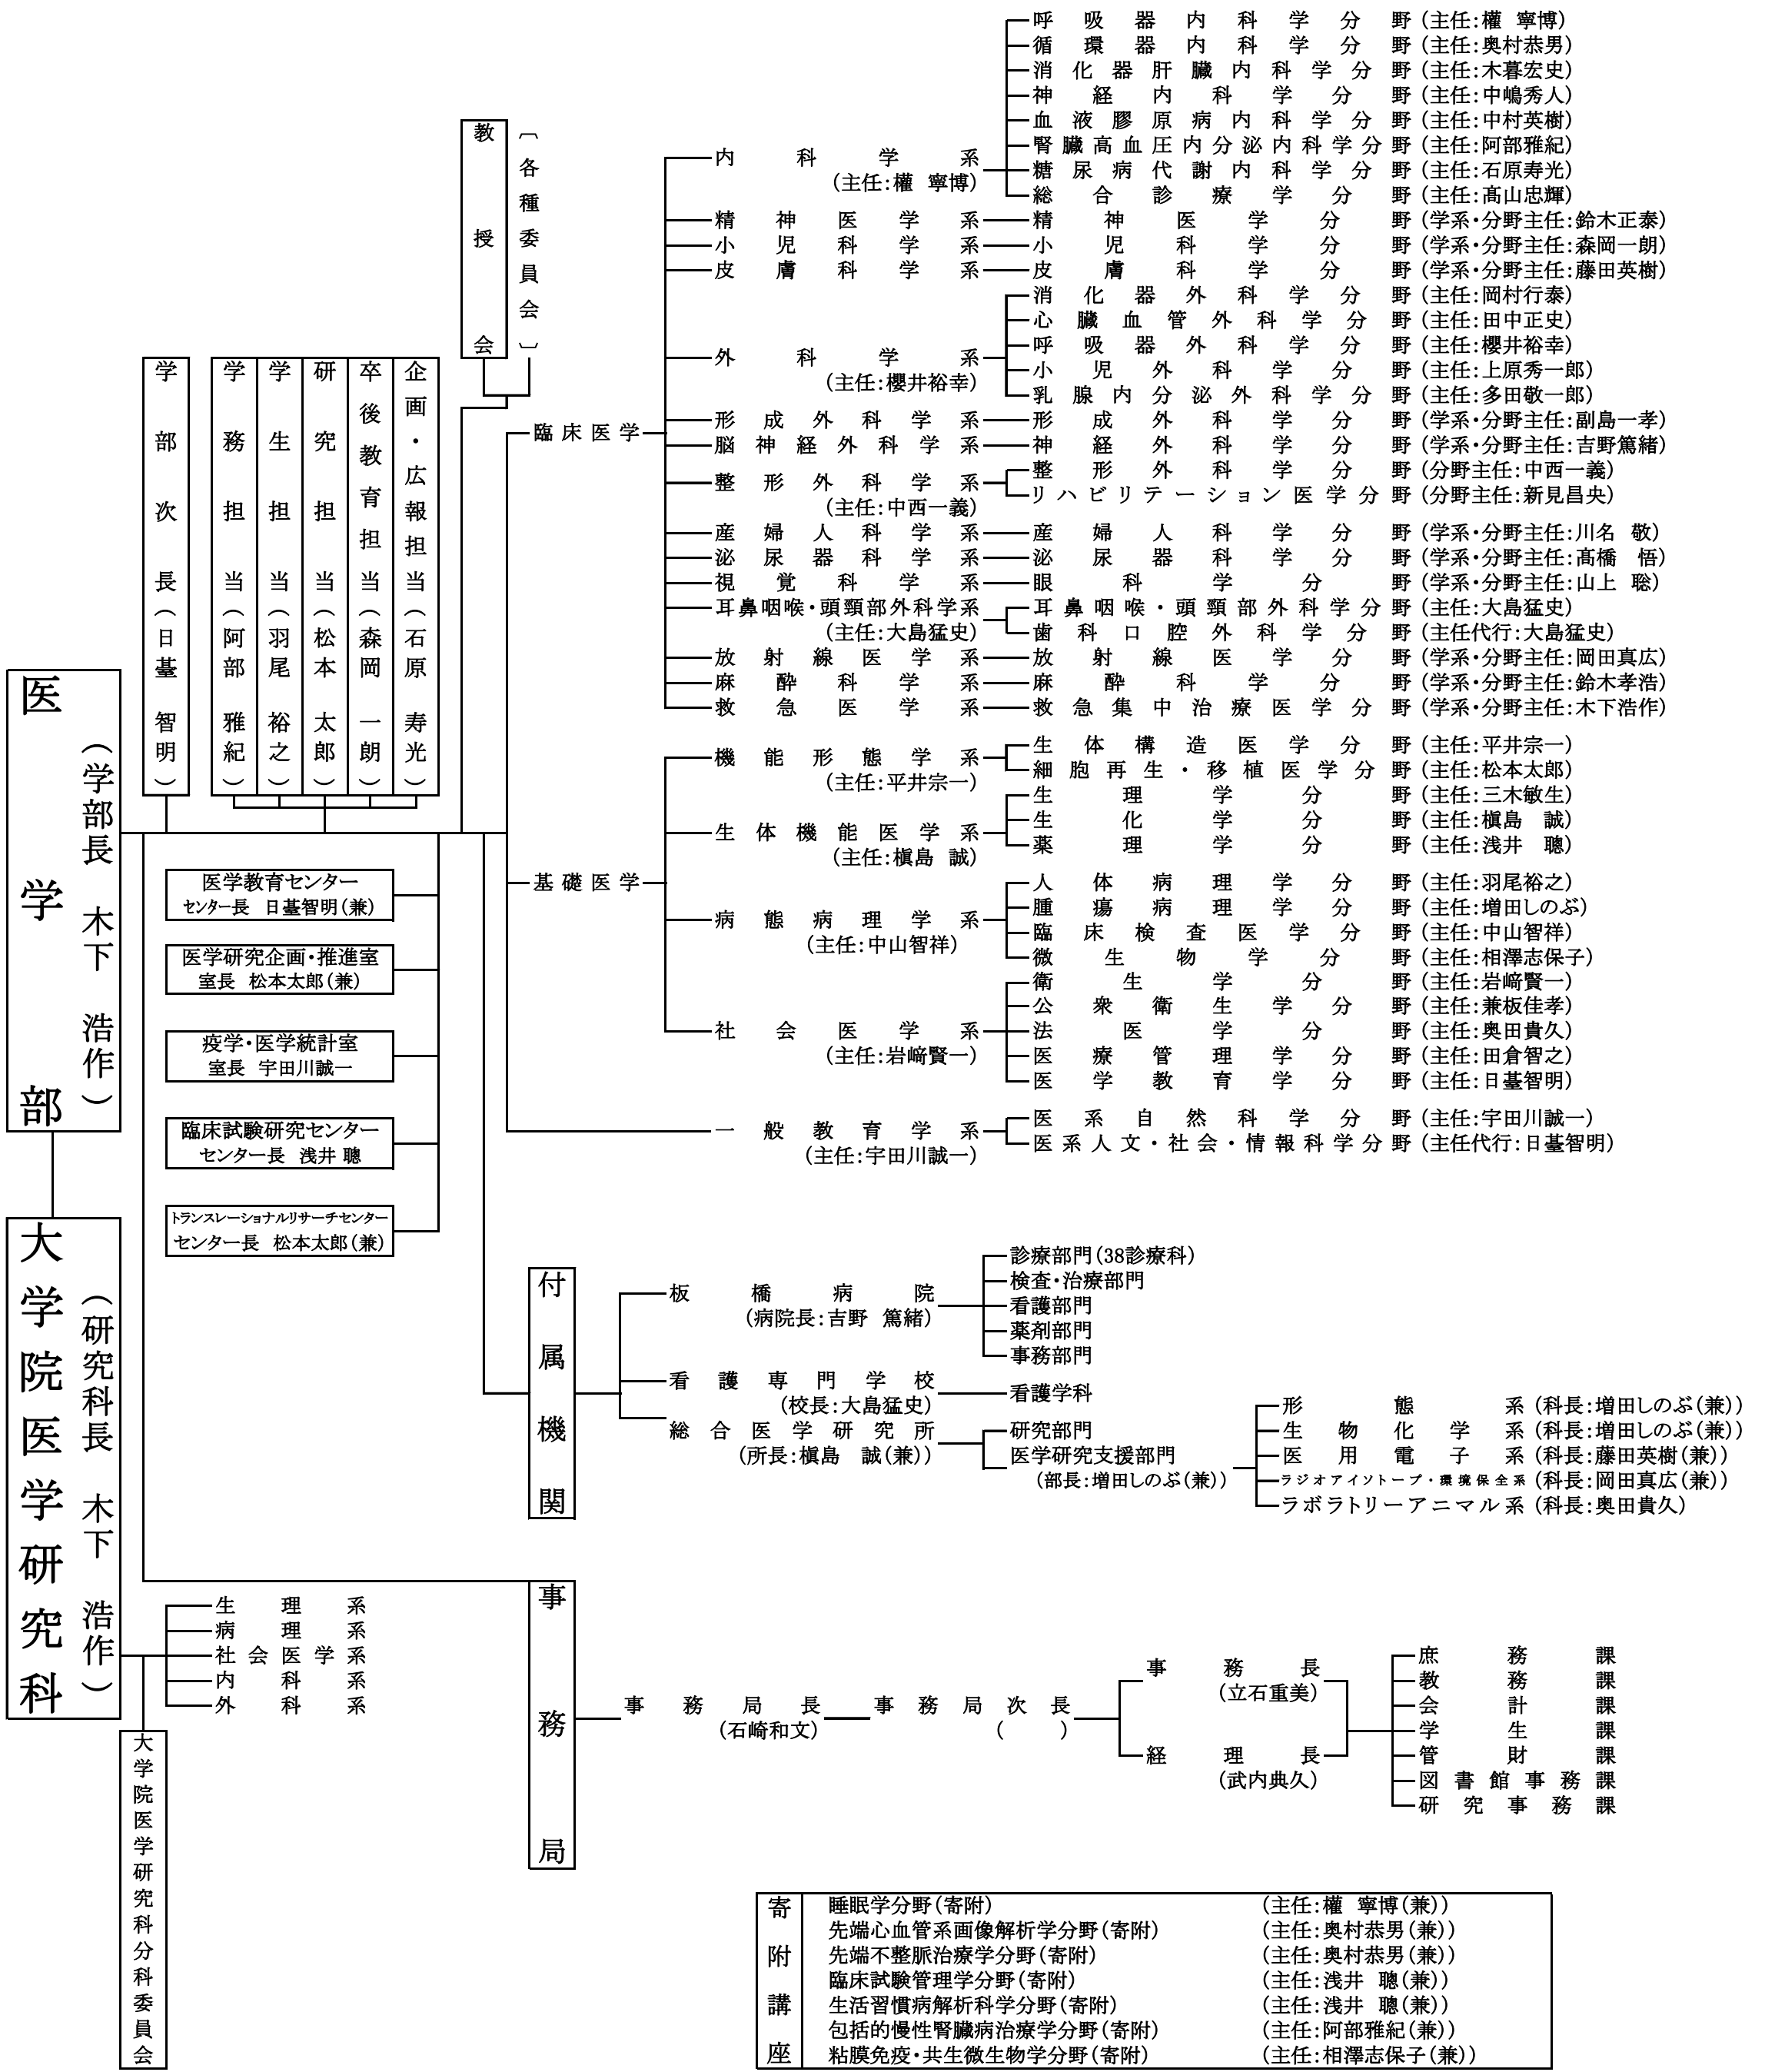 医学部
(学部長 木下 浩作)
大学院医学研究科
(研究科長 木下 浩作)
学部次長(日䑓 智明)
学務担当(阿部 雅紀)
学生担当(羽尾 裕之)
研究担当(松本 太郎)
卒後教育担当(森岡 一朗)
企画・広報担当(石原 寿光)
教授会
〔各種委員会〕
医学教育センター
センター長 日䑓智明(兼)
医学研究企画・推進室
室長 松本太郎(兼)
疫学・医学統計室
室長 宇田川誠一
臨床試験研究センター
センター長 浅井 聰
トランスレーショナルリサーチセンター
センター長 松本太郎(兼)
臨床医学
内科学系
(主任:權 寧博)
呼吸器内科学分野(主任:權 寧博)
循環器内科学分野(主任:奥村恭男)
消化器肝臓内科学分野(主任:木暮宏史)
神経内科学分野(主任:中嶋秀人)
血液膠原病内科学分野(主任:中村英樹)
腎臓高血圧内分泌内科学分野(主任:阿部雅紀)
糖尿病代謝内科学分野(主任:石原寿光)
総合診療学分野(主任:髙山忠輝)
精神医学系 精神医学分野(学系・分野主任:鈴木正泰)
小児科学系 小児科学分野(学系・分野主任:森岡一朗)
皮膚科学系 皮膚科学分野(学系・分野主任:藤田英樹)
外科学系
(主任:櫻井裕幸)
消化器外科学分野(主任:岡村行泰)
心臓血管外科学分野(主任:田中正史)
呼吸器外科学分野(主任:櫻井裕幸)
小児外科学分野(主任:上原秀一郎)
乳腺内分泌外科学分野(主任:多田敬一郎)
形成外科学系 形成外科学分野(学系・分野主任:副島一孝)
脳神経外科学系 神経外科学分野(学系・分野主任:吉野篤緒)
整形外科学系
(主任:中西一義)
整形外科学分野(分野主任:中西一義)
リハビリテーション医学分野(分野主任:新見昌央)
産婦人科学系 産婦人科学分野(学系・分野主任:川名 敬)
泌尿器科学系 泌尿器科学分野(学系・分野主任:髙橋 悟)
視覚科学系 眼科学分野(学系・分野主任:山上 聡)
耳鼻咽喉・頭頸部外科学系
(主任:大島猛史)
耳鼻咽喉・頭頸部外科学分野(主任:大島猛史)
歯科口腔外科学分野(主任代行:大島猛史)
放射線医学系 放射線医学分野(学系・分野主任:岡田真広)
麻酔科学系 麻酔科学分野(学系・分野主任:鈴木孝浩)
救急医学系 救急集中治療医学分野(学系・分野主任:木下浩作)
基礎医学
機能形態学系
(主任:平井宗一)
生体構造医学分野(主任:平井宗一)
細胞再生・移植医学分野(主任:松本太郎)
生体機能医学系
(主任:槇島 誠)
生理学分野(主任:三木敏生)
生化学分野(主任:槇島 誠)
薬理学分野(主任:浅井 聰)
病態病理学系
(主任:中山智祥)
人体病理学分野(主任:羽尾裕之)
腫瘍病理学分野(主任:増田しのぶ)
臨床検査医学分野(主任:中山智祥)
微生物学分野(主任:相澤志保子)
社会医学系
(主任:岩﨑賢一)
衛生学分野(主任:岩﨑賢一)
公衆衛生学分野(主任:兼板佳孝)
法医学分野(主任:奥田貴久)
医療管理学分野(主任:田倉智之)
医学教育学分野(主任:日䑓智明)
一般教育学系
(主任:宇田川誠一)
医系自然科学分野(主任:宇田川誠一)
医系人文・社会・情報科学分野(主任代行:日䑓智明)
付属機関
板橋病院
(病院長:吉野 篤緒)
診療部門(38診療科)
検査・治療部門
看護部門
薬剤部門
事務部門
看護専門学校
(校長:大島猛史)
看護学科
総合医学研究所
(所長:槇島 誠(兼))
研究部門
医学研究支援部門
(部長:増田しのぶ(兼))
形態系(科長:増田しのぶ(兼))
生物化学系(科長:増田しのぶ(兼))
医用電子系(科長:藤田英樹(兼))
ラジオアイソトープ・環境保全系(科長:岡田真広(兼))
ラボラトリーアニマル系(科長:奥田貴久)
生理系
病理系
社会医学系
内科系
外科系
大学院医学研究科分科委員会
事務局
事務局長
(石崎和文)
事務局次長
( )
事務長
(立石重美)
経理長
(武内典久)
庶務課
教務課
会計課
学生課
管財課
図書館事務課
研究事務課
寄附講座
睡眠学分野(寄附) (主任:權 寧博(兼))
先端心血管系画像解析学分野(寄附) (主任:奥村恭男(兼))
先端不整脈治療学分野(寄附) (主任:奥村恭男(兼))
臨床試験管理学分野(寄附) (主任:浅井 聰(兼))
生活習慣病解析科学分野(寄附) (主任:浅井 聰(兼))
包括的慢性腎臓病治療学分野(寄附) (主任:阿部雅紀(兼))
粘膜免疫・共生微生物学分野(寄附) (主任:相澤志保子(兼))